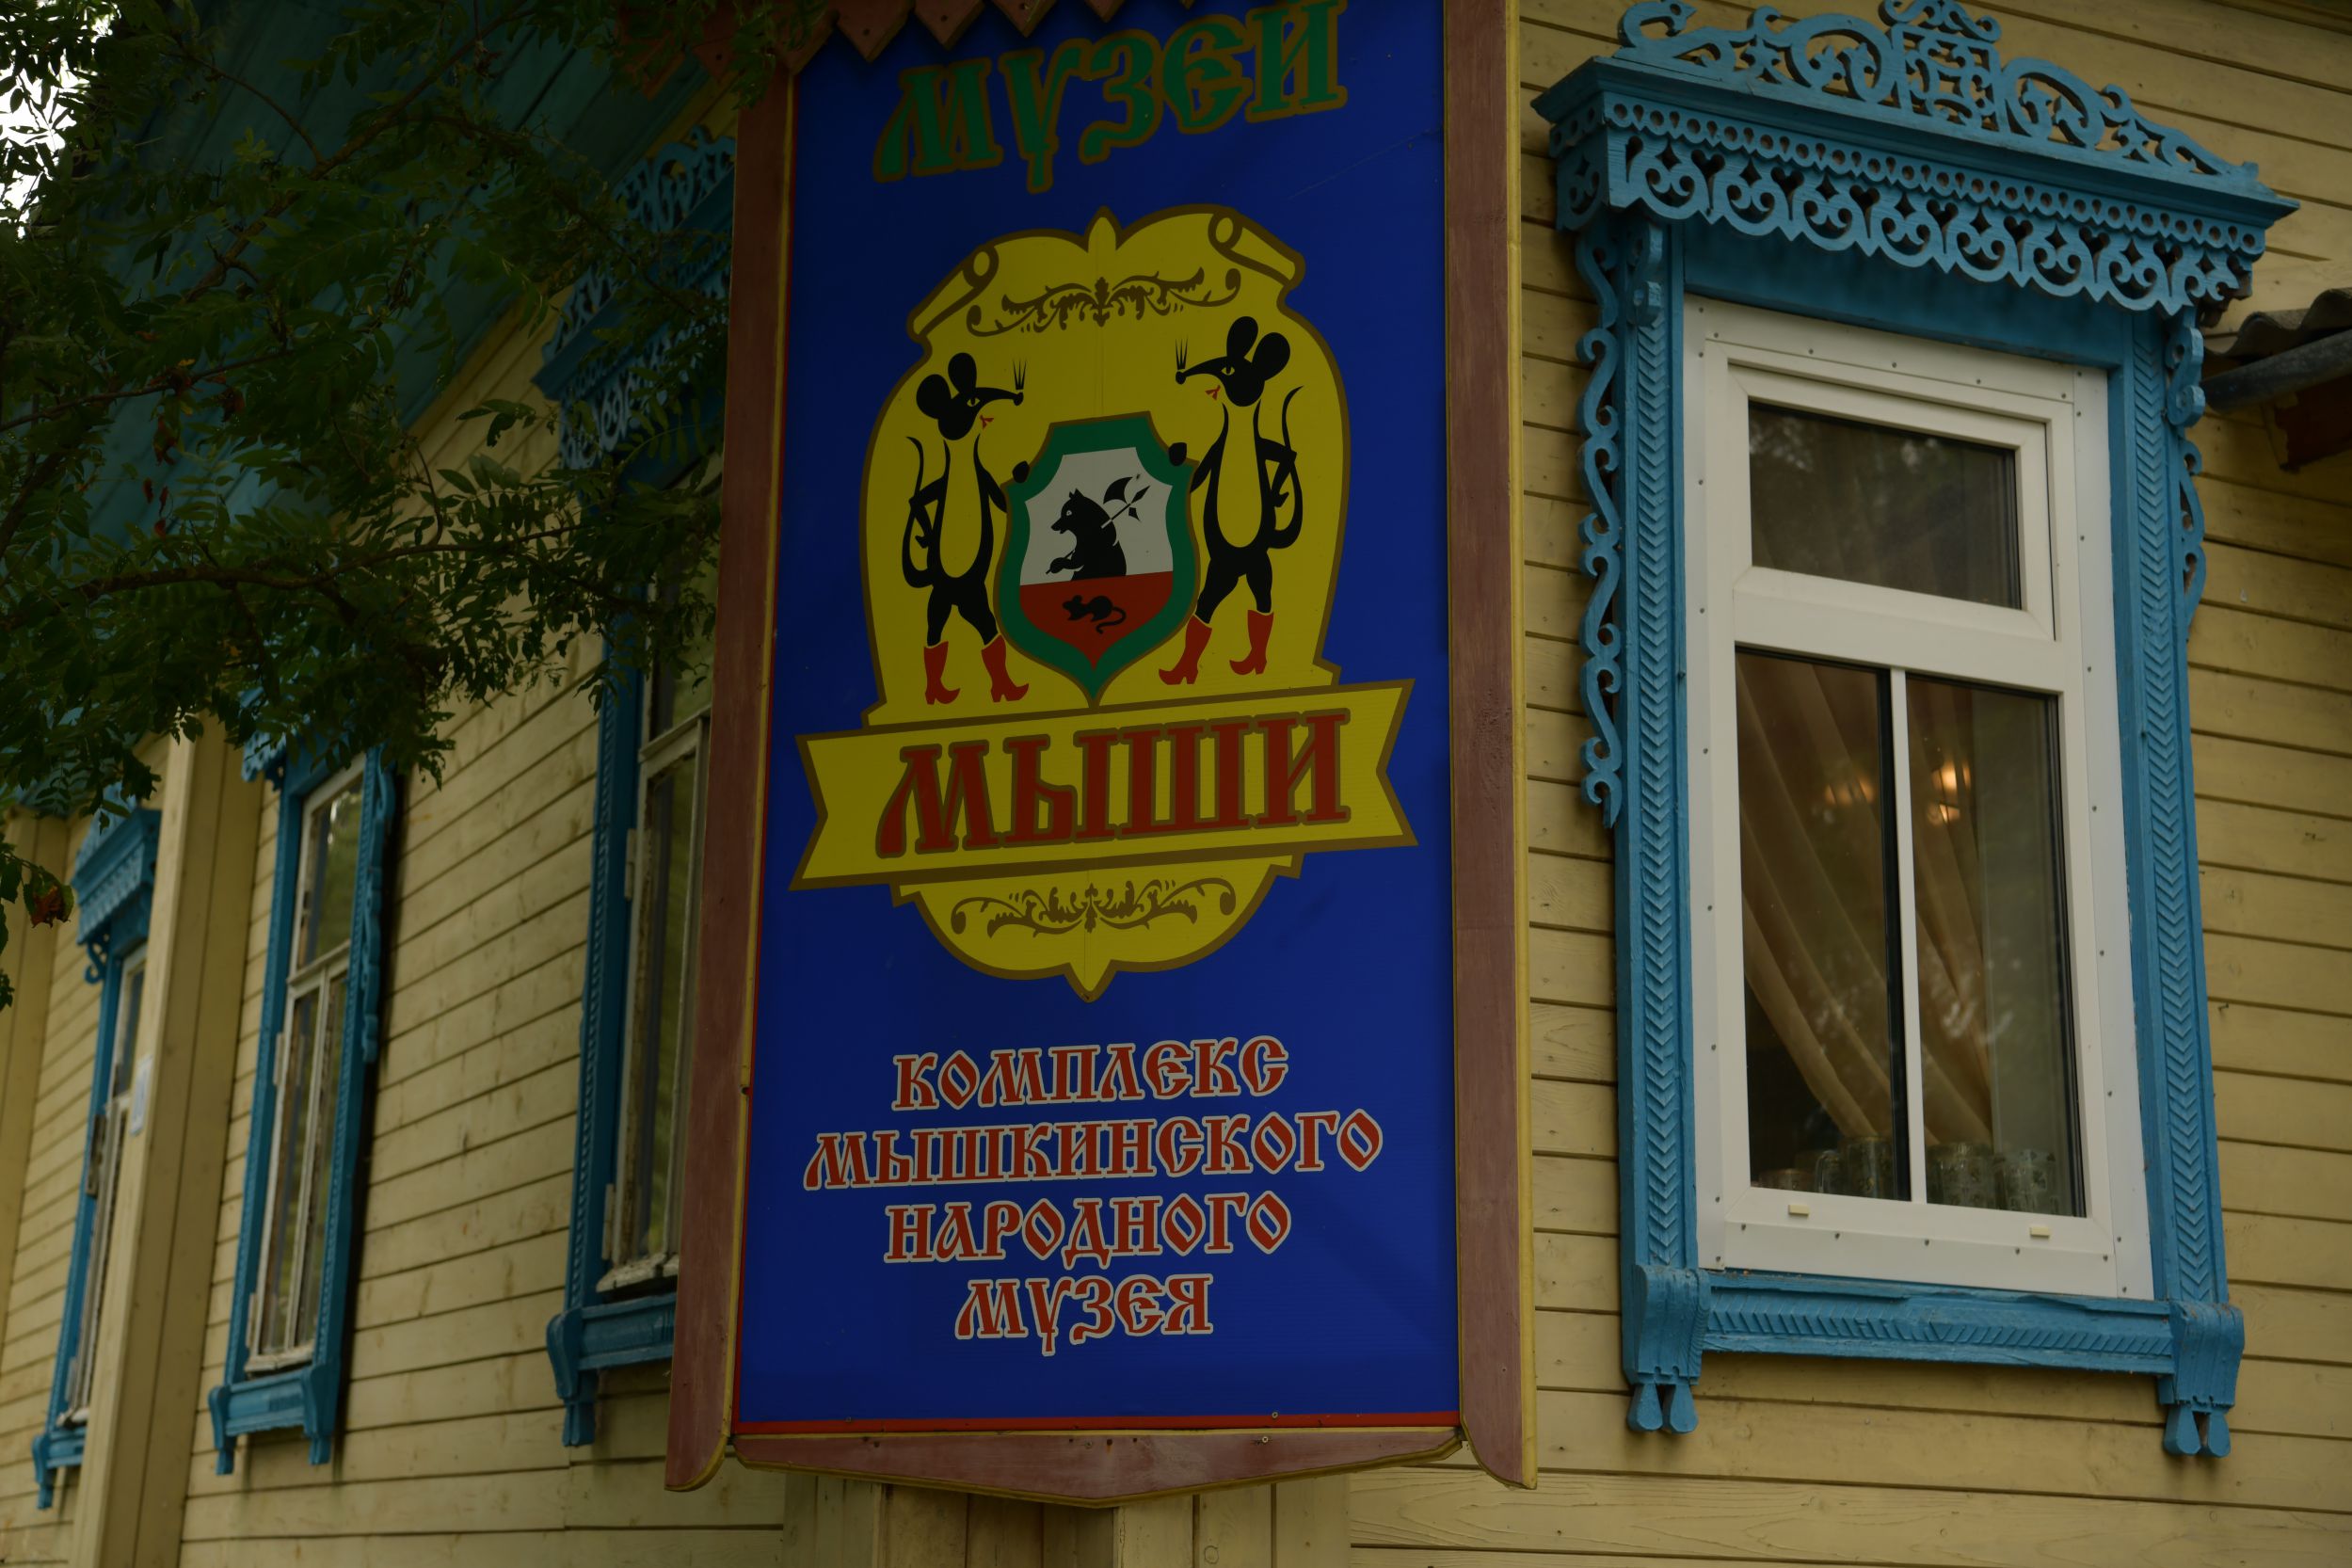 МУЗЕЙ
МЫШИ
КОМПЛЕКС
МЫШКИНСКОГО
НАРОДНОГО
МУЗЕЯ